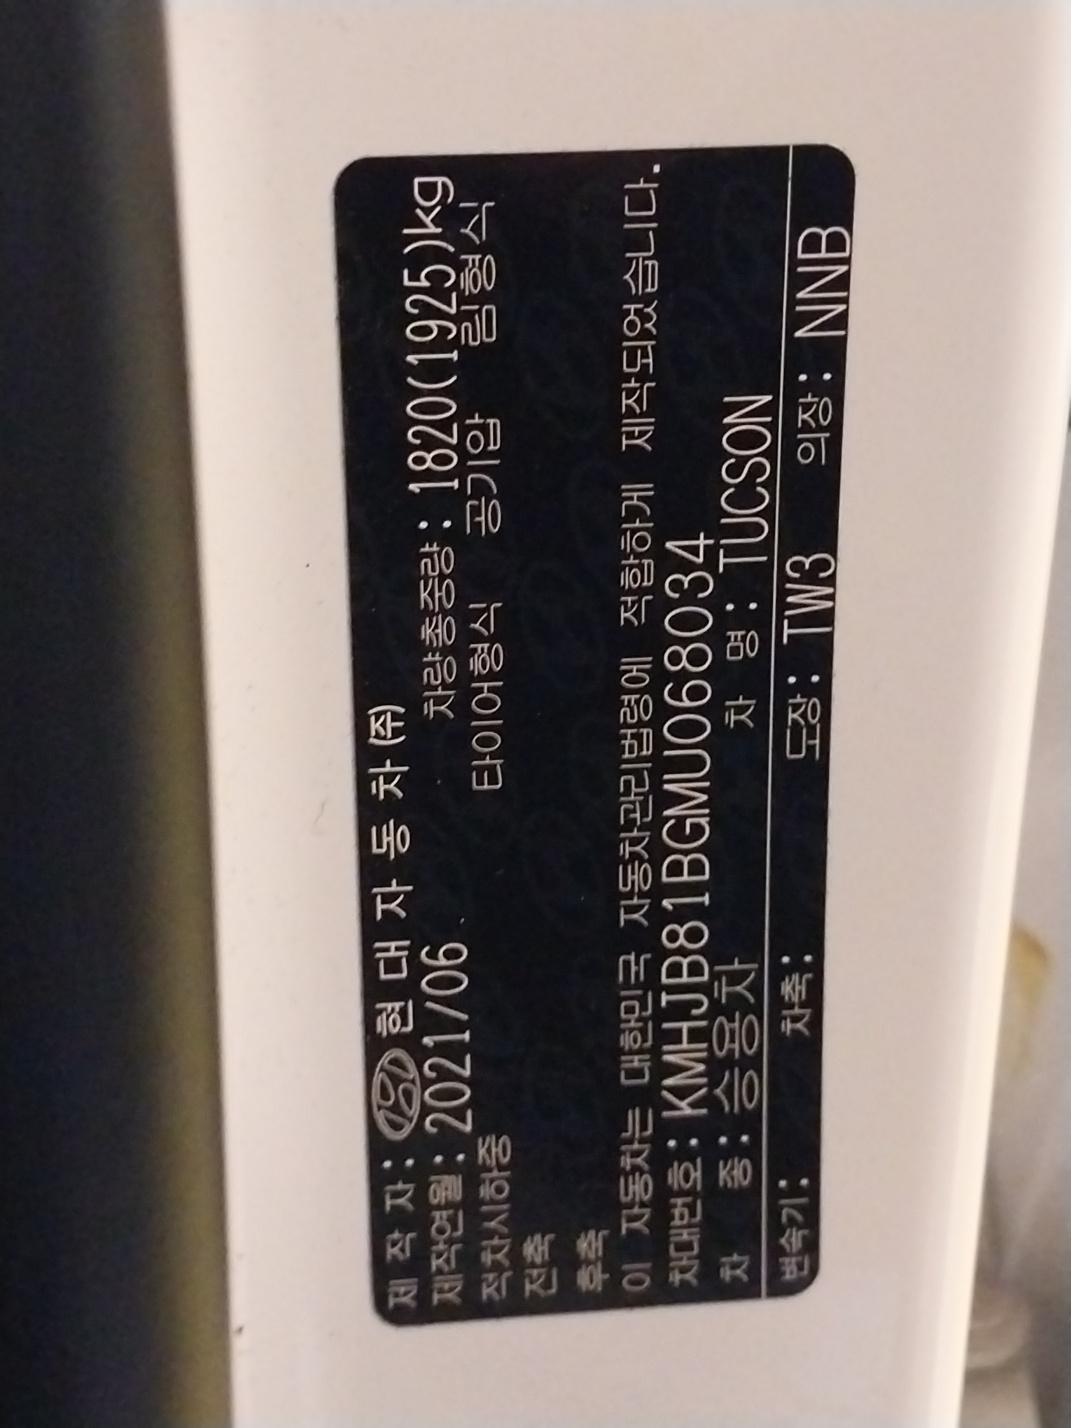 제 작 자: 현 대 자 동 차 (주)
제작연월: 2021/06 차량총중량: 1820(1925)kg
적차시하중 타이어형식 공기압 림형식
전축
후축
이 자동차는 대한민국 자동차관리법령에 적합하게 제작되었습니다.
차대번호: KMHJB81BGMU068034
차 종: 승용차 차 명: TUCSON
변속기: 차축: 도장: TW3 의장: NNB